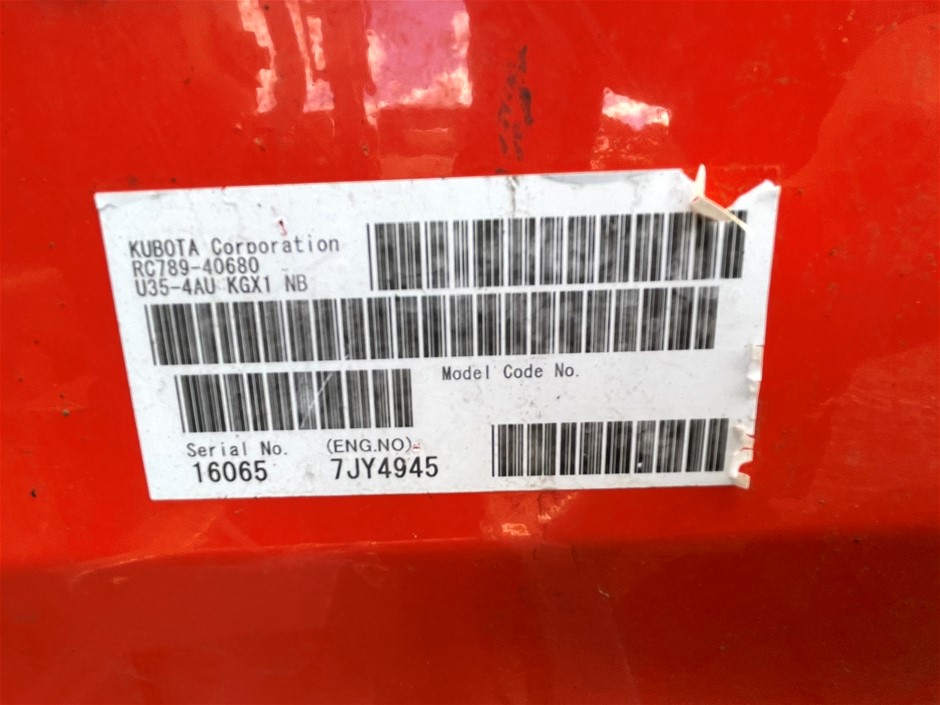 KUBOTA Corporation
RC789-40680
U35-4AU KGX1 NB
Model Code No.
Serial No. (ENG.NO)
16065 7JY4945